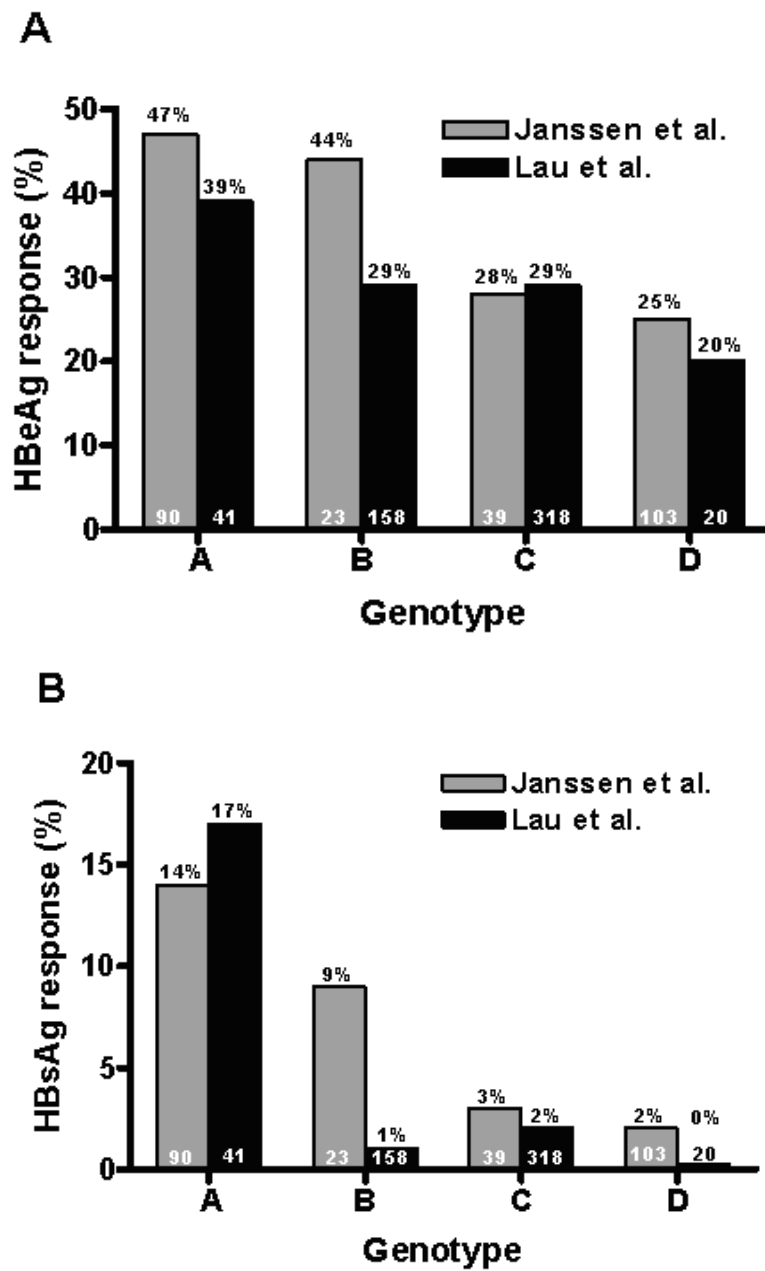 A
50
40
30
20
10
0
HBeAg response (%)
Janssen et al.
Lau et al.
47%
39%
44%
29%
28%
29%
25%
20%
90 41 23 158 39 318 103 20
A B C D
Genotype
B
20
15
10
5
0
HBsAg response (%)
Janssen et al.
Lau et al.
14%
17%
9%
1%
3%
2%
2%
0%
90 41 23 158 39 318 103 20
A B C D
Genotype